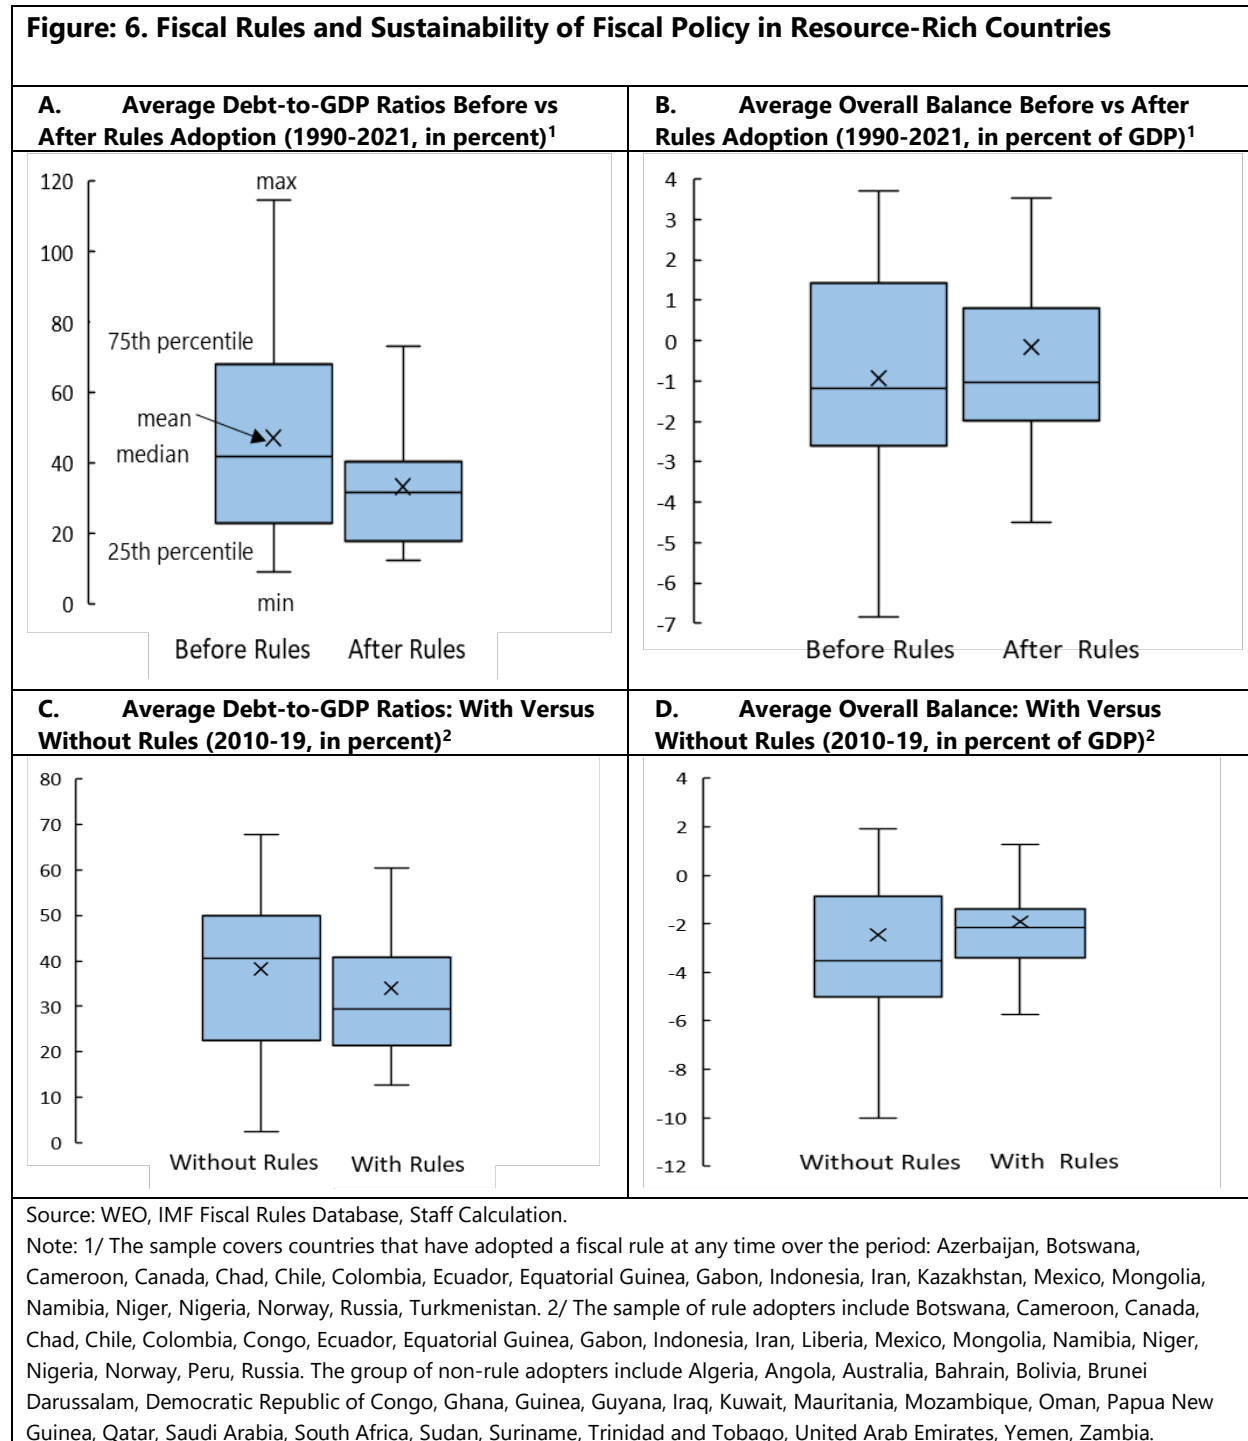 Figure: 6. Fiscal Rules and Sustainability of Fiscal Policy in Resource-Rich Countries
A. Average Debt-to-GDP Ratios Before vs
After Rules Adoption (1990-2021, in percent)1
120
100
80
60
40
20
0
max
75th percentile
mean
median
25th percentile
min
Before Rules
After Rules
B. Average Overall Balance Before vs After
Rules Adoption (1990-2021, in percent of GDP)1
4
3
2
1
0
-1
-2
-3
-4
-5
-6
-7
Before Rules
After Rules
C. Average Debt-to-GDP Ratios: With Versus
Without Rules (2010-19, in percent)2
80
70
60
50
40
30
20
10
0
Without Rules
With Rules
D. Average Overall Balance: With Versus
Without Rules (2010-19, in percent of GDP)2
4
2
0
-2
-4
-6
-8
-10
-12
Without Rules
With Rules
Source: WEO, IMF Fiscal Rules Database, Staff Calculation.
Note: 1/ The sample covers countries that have adopted a fiscal rule at any time over the period: Azerbaijan, Botswana,
Cameroon, Canada, Chad, Chile, Colombia, Ecuador, Equatorial Guinea, Gabon, Indonesia, Iran, Kazakhstan, Mexico, Mongolia,
Namibia, Niger, Nigeria, Norway, Russia, Turkmenistan. 2/ The sample of rule adopters include Botswana, Cameroon, Canada,
Chad, Chile, Colombia, Congo, Ecuador, Equatorial Guinea, Gabon, Indonesia, Iran, Liberia, Mexico, Mongolia, Namibia, Niger,
Nigeria, Norway, Peru, Russia. The group of non-rule adopters include Algeria, Angola, Australia, Bahrain, Bolivia, Brunei
Darussalam, Democratic Republic of Congo, Ghana, Guinea, Guyana, Iraq, Kuwait, Mauritania, Mozambique, Oman, Papua New
Guinea, Qatar, Saudi Arabia, South Africa, Sudan, Suriname, Trinidad and Tobago, United Arab Emirates, Yemen, Zambia.